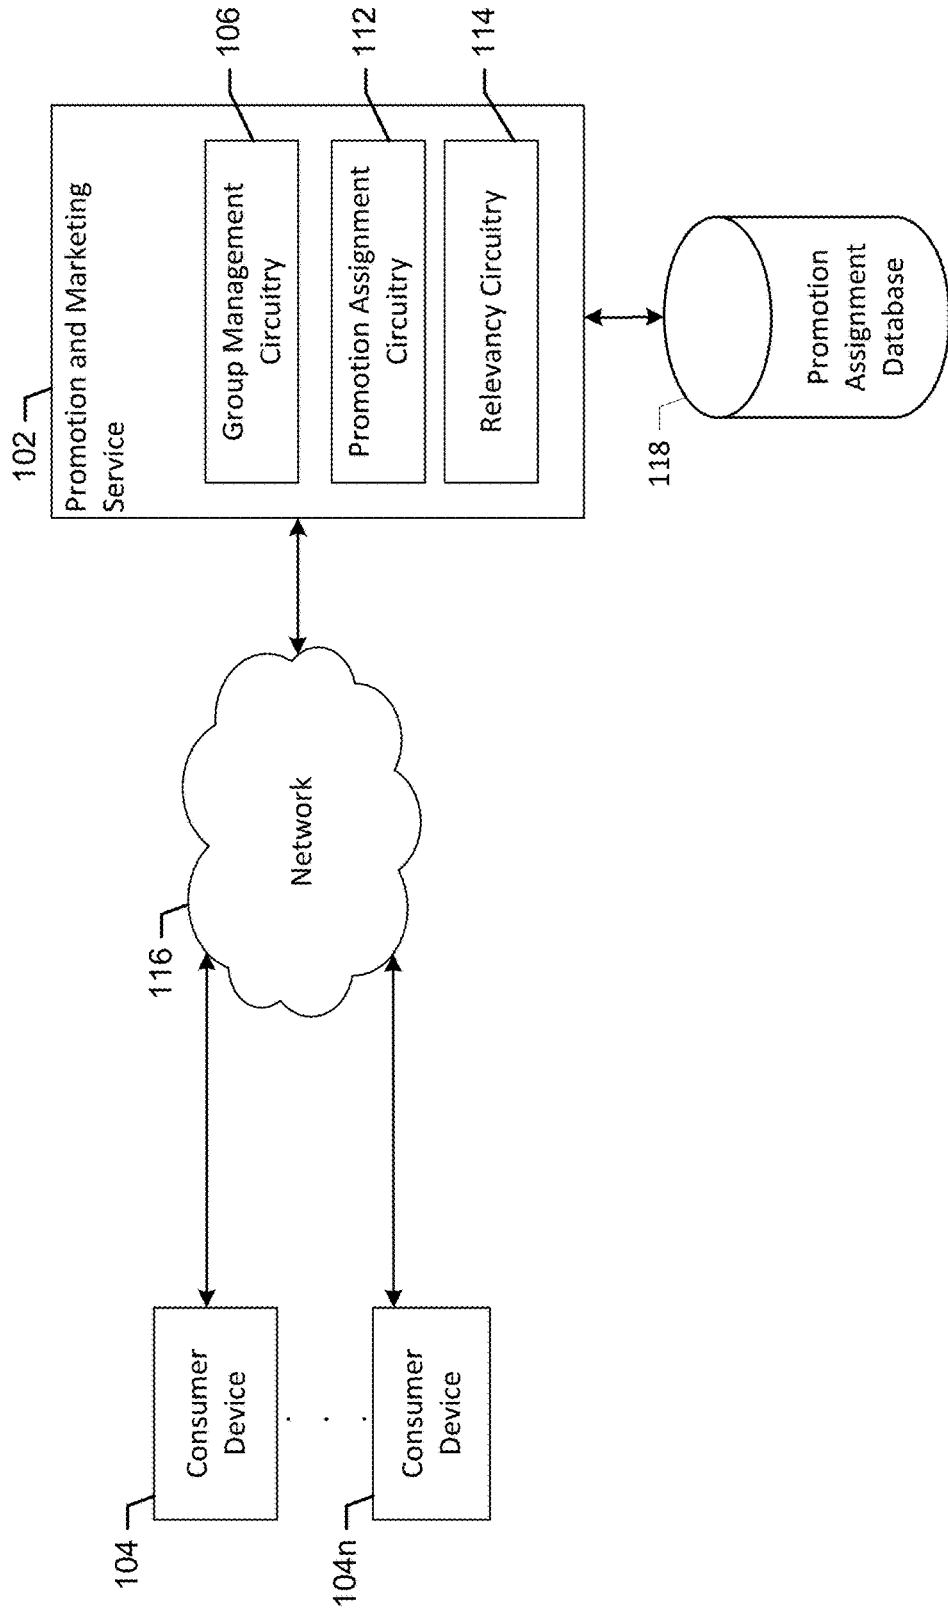 102
Promotion and Marketing
Service
106
Group Management
Circuitry
112
Promotion Assignment
Circuitry
114
Relevancy Circuitry
118
Promotion
Assignment
Database
116
Network
104
Consumer
Device
. . .
104n
Consumer
Device